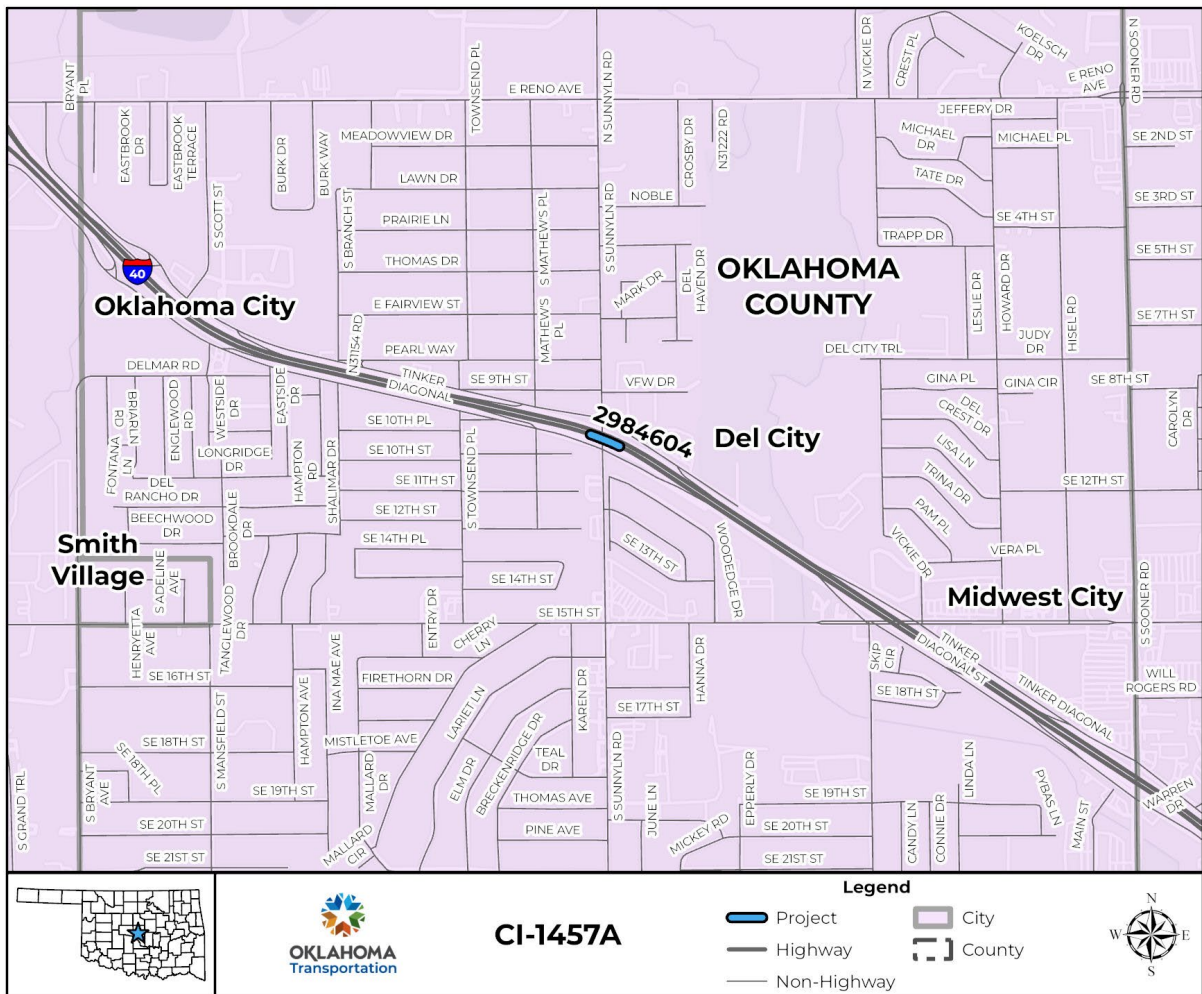 E RENO AVE
BRYANT
PL
TOWNSEND PL
N SUNNYLN RD
N VICKIE DR
CREST PL
KOELSCH
DR
E RENO
AVE
N SOONER RD
EASTBROOK
DR
EASTBROOK
TERRACE
BURK DR
BURK WAY
MEADOWVIEW DR
CROSBY DR
N31222 RD
JEFFERY DR
MICHAEL
DR
MICHAEL PL
SE 2ND ST
LAWN DR
NOBLE
TATE DR
SE 3RD ST
S SCOTT ST
S BRANCH ST
PRAIRIE LN
S MATHEW'S PL
S SUNNYLN RD
SE 4TH ST
TRAPP DR
THOMAS DR
MARK DR
DEL
HAVEN DR
OKLAHOMA
COUNTY
LESLIE DR
HOWARD DR
HISEL RD
SE 5TH ST
40
Oklahoma City
E FAIRVIEW ST
MATHEWS
PL
SE 7TH ST
N31154 RD
PEARL WAY
DEL CITY TRL
JUDY
DR
DELMAR RD
TINKER
DIAGONAL
SE 9TH ST
VFW DR
GINA PL
GINA CIR
SE 8TH ST
FONTANA
RD
BRIARLN
LN
ENGLEWOOD
RD
WESTSIDE
DR
EASTSIDE
DR
SE 10TH PL
2984604
Del City
DEL
CREST DR
CAROLYN
DR
LONGRIDGE
DR
HAMPTON
RD
SHALIMAR DR
SE 10TH ST
LISA LN
DEL
RANCHO DR
SE 11TH ST
S TOWNSEND PL
TRINA DR
SE 12TH ST
BEECHWOOD
DR
BROOKDALE
DR
SE 12TH ST
PAM PL
Smith
Village
SE 14TH PL
SE 13TH ST
WOODEDGE DR
VICKIE DR
VERA PL
S ADELINE
AVE
SE 14TH ST
Midwest City
S SOONER RD
HENRYETTA
AVE
TANGLEWOOD
DR
ENTRY DR
SE 15TH ST
CHERRY
LN
SKIP
CIR
TINKER
DIAGONAL ST
TINKER DIAGONAL
SE 16TH ST
INA MAE AVE
FIRETHORN DR
HANNA DR
SE 18TH ST
WILL
ROGERS RD
S MANSFIELD ST
HAMPTON AVE
LARIET LN
KAREN DR
SE 17TH ST
SE 18TH ST
MISTLETOE AVE
BRECKENRIDGE DR
TEAL
DR
S SUNNYLN RD
S GRAND TRL
S BRYANT
AVE
SE 18TH PL
SE 19TH ST
MALLARD
DR
ELM DR
THOMAS AVE
JUNE LN
EPPERLY DR
SE 19TH ST
LINDA LN
PYBAS LN
WARREN
DR
SE 20TH ST
PINE AVE
MICKEY RD
SE 20TH ST
CANDY LN
CONNIE DR
MAIN ST
SE 21ST ST
MALLARD
CIR
SE 21ST ST
OKLAHOMA
Transportation
CI-1457A
Legend
Project
City
Highway
County
Non-Highway
N
W
E
S